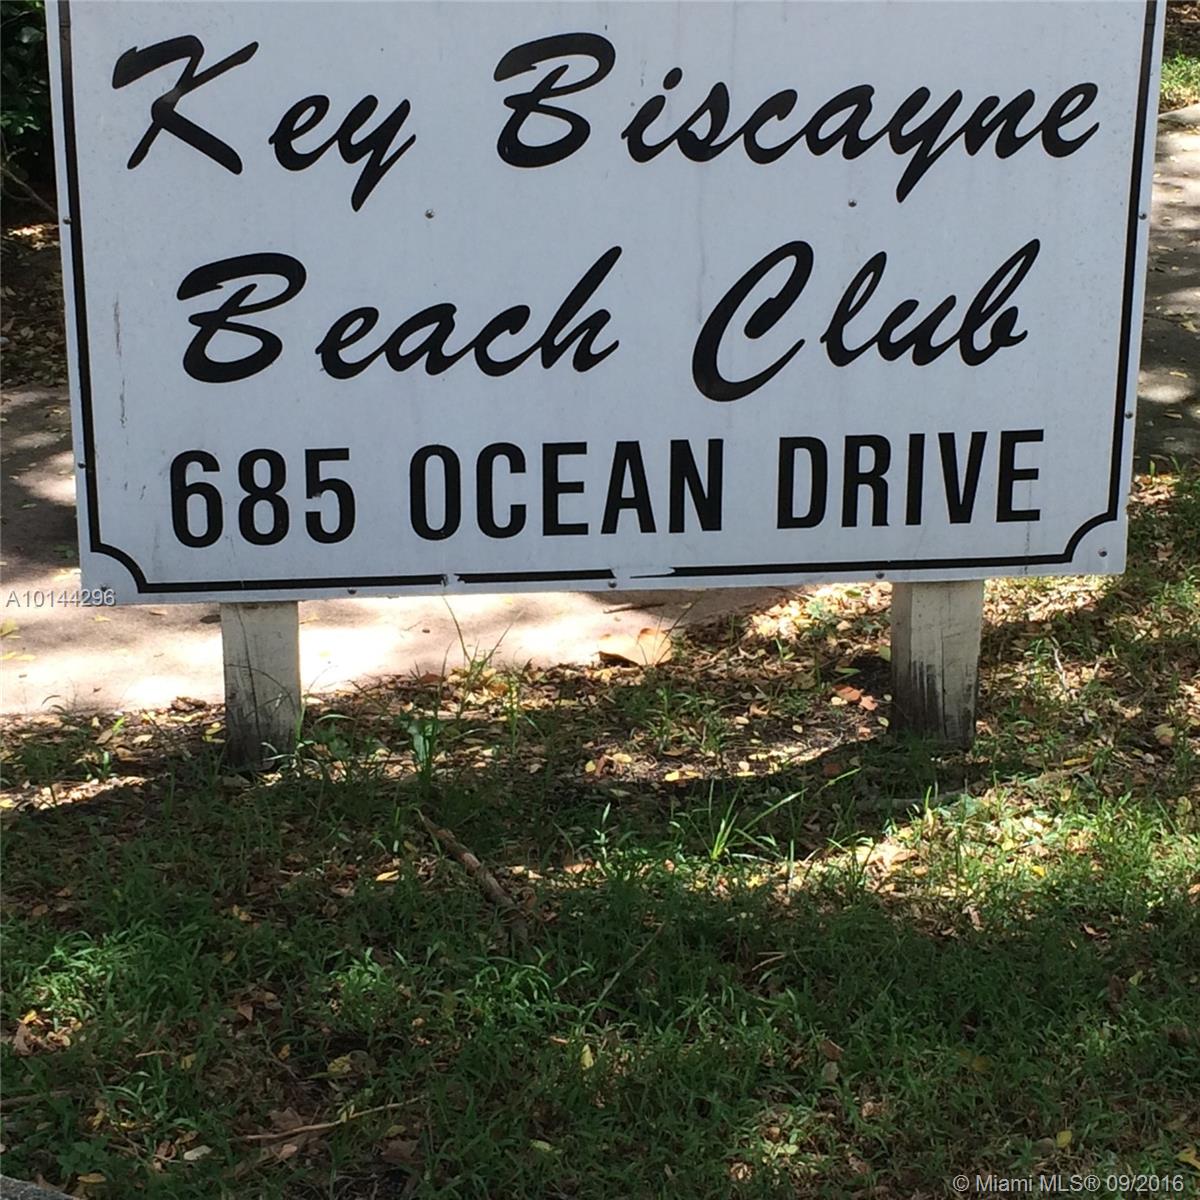 Key Biscayne
Beach Club
685 OCEAN DRIVE
A10144296
© Miami MLS® 09/2016